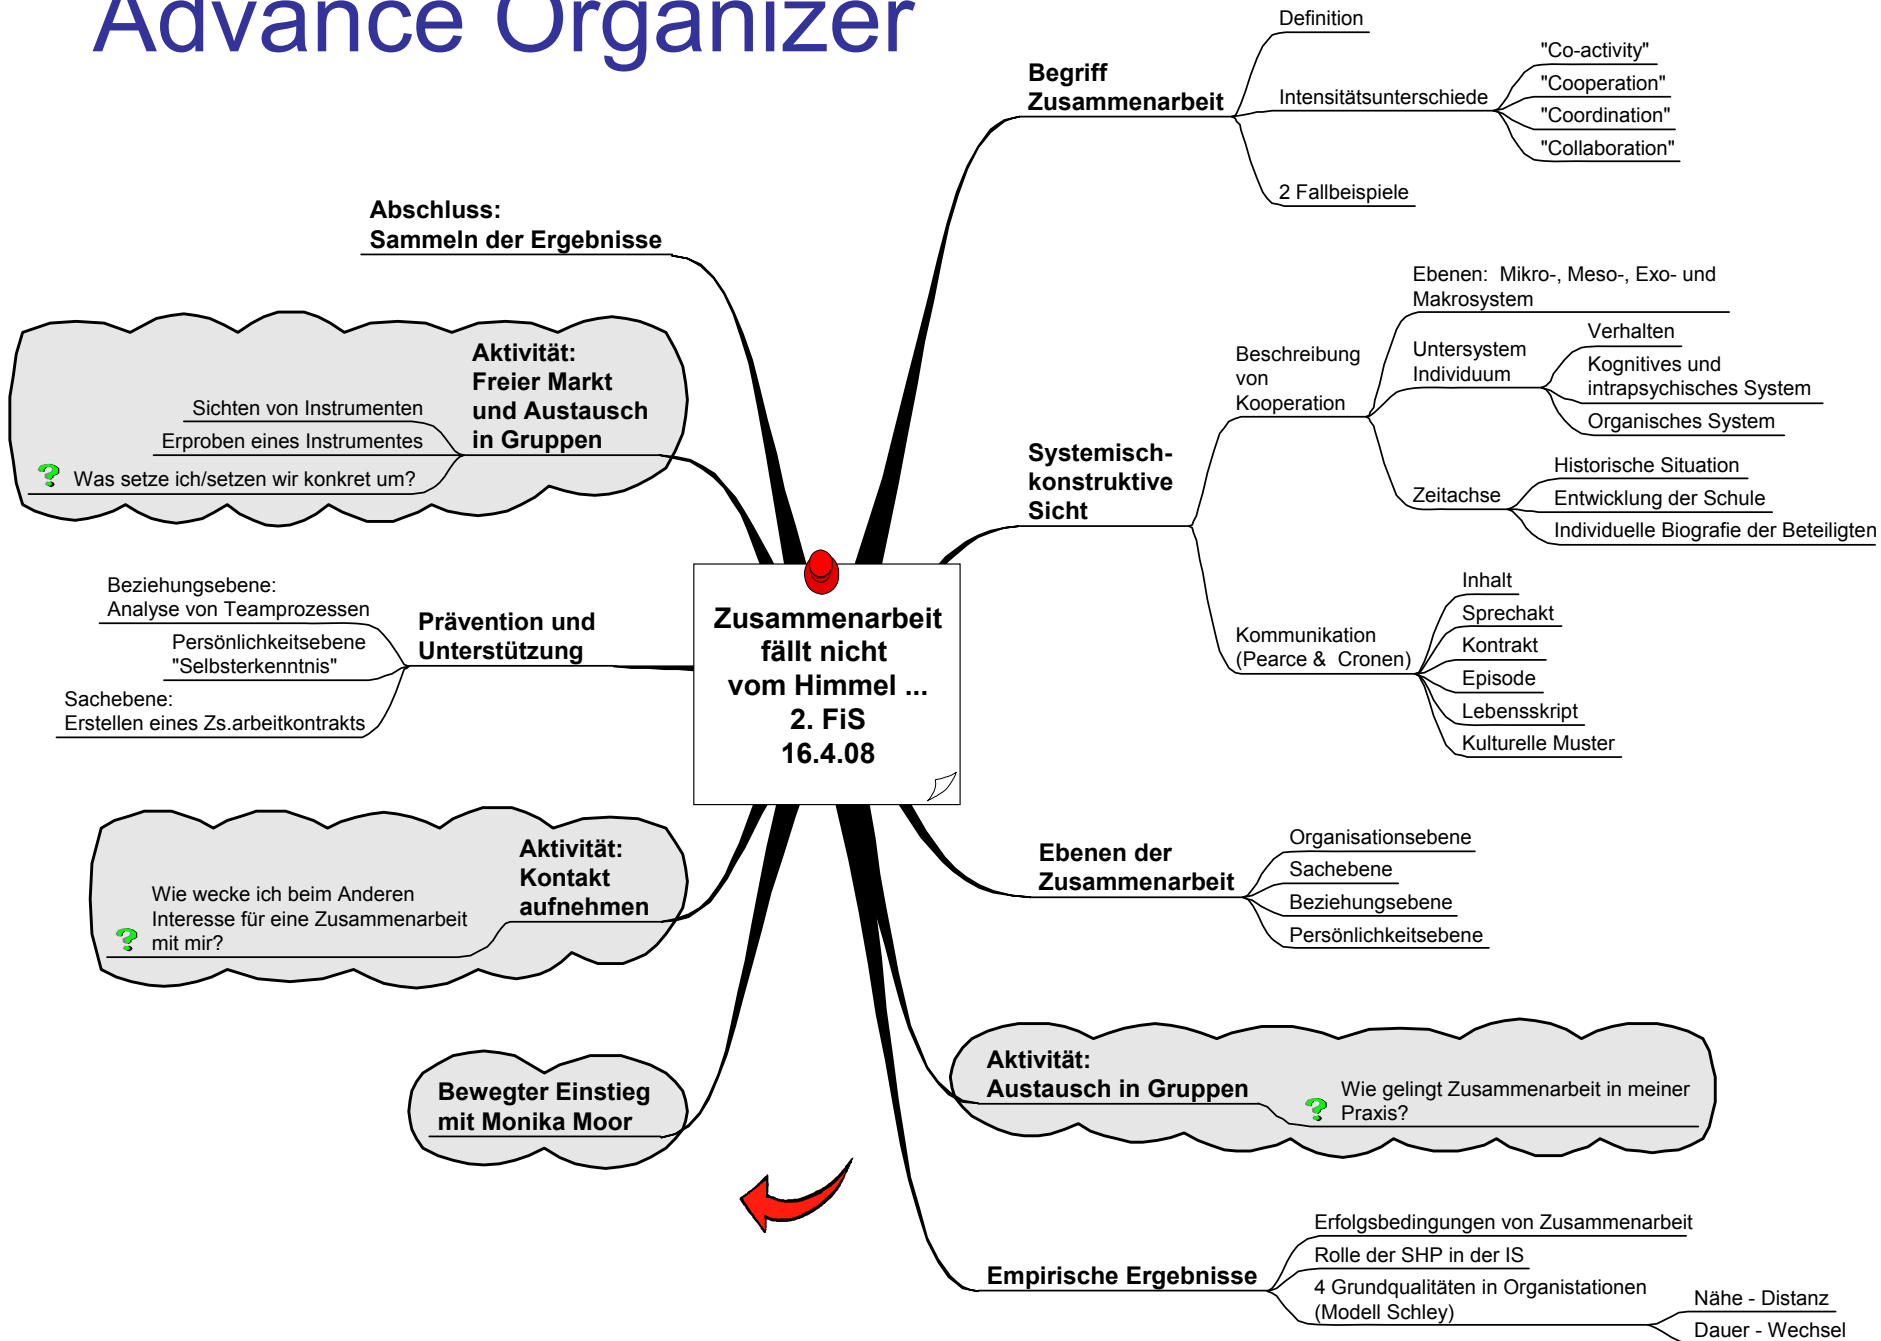 Advance Organizer
Zusammenarbeit
fällt nicht
vom Himmel ...
2. FiS
16.4.08
Begriff
Zusammenarbeit
Definition
Intensitätsunterschiede
"Co-activity"
"Cooperation"
"Coordination"
"Collaboration"
2 Fallbeispiele
Systemisch-
konstruktive
Sicht
Beschreibung
von
Kooperation
Ebenen:  Mikro-, Meso-, Exo- und
Makrosystem
Untersystem
Individuum
Verhalten
Kognitives und
intrapsychisches System
Organisches System
Zeitachse
Historische Situation
Entwicklung der Schule
Individuelle Biografie der Beteiligten
Kommunikation
(Pearce &  Cronen)
Inhalt
Sprechakt
Kontrakt
Episode
Lebensskript
Kulturelle Muster
Ebenen der
Zusammenarbeit
Organisationsebene
Sachebene
Beziehungsebene
Persönlichkeitsebene
Aktivität:
Austausch in Gruppen
? Wie gelingt Zusammenarbeit in meiner
Praxis?
Empirische Ergebnisse
Erfolgsbedingungen von Zusammenarbeit
Rolle der SHP in der IS
4 Grundqualitäten in Organistationen
(Modell Schley)
Nähe - Distanz
Dauer - Wechsel
Bewegter Einstieg
mit Monika Moor
Aktivität:
Kontakt
aufnehmen
Wie wecke ich beim Anderen
Interesse für eine Zusammenarbeit
? mit mir?
Prävention und
Unterstützung
Beziehungsebene:
Analyse von Teamprozessen
Persönlichkeitsebene
"Selbsterkenntnis"
Sachebene:
Erstellen eines Zs.arbeitkontrakts
Aktivität:
Freier Markt
und Austausch
in Gruppen
Sichten von Instrumenten
Erproben eines Instrumentes
? Was setze ich/setzen wir konkret um?
Abschluss:
Sammeln der Ergebnisse